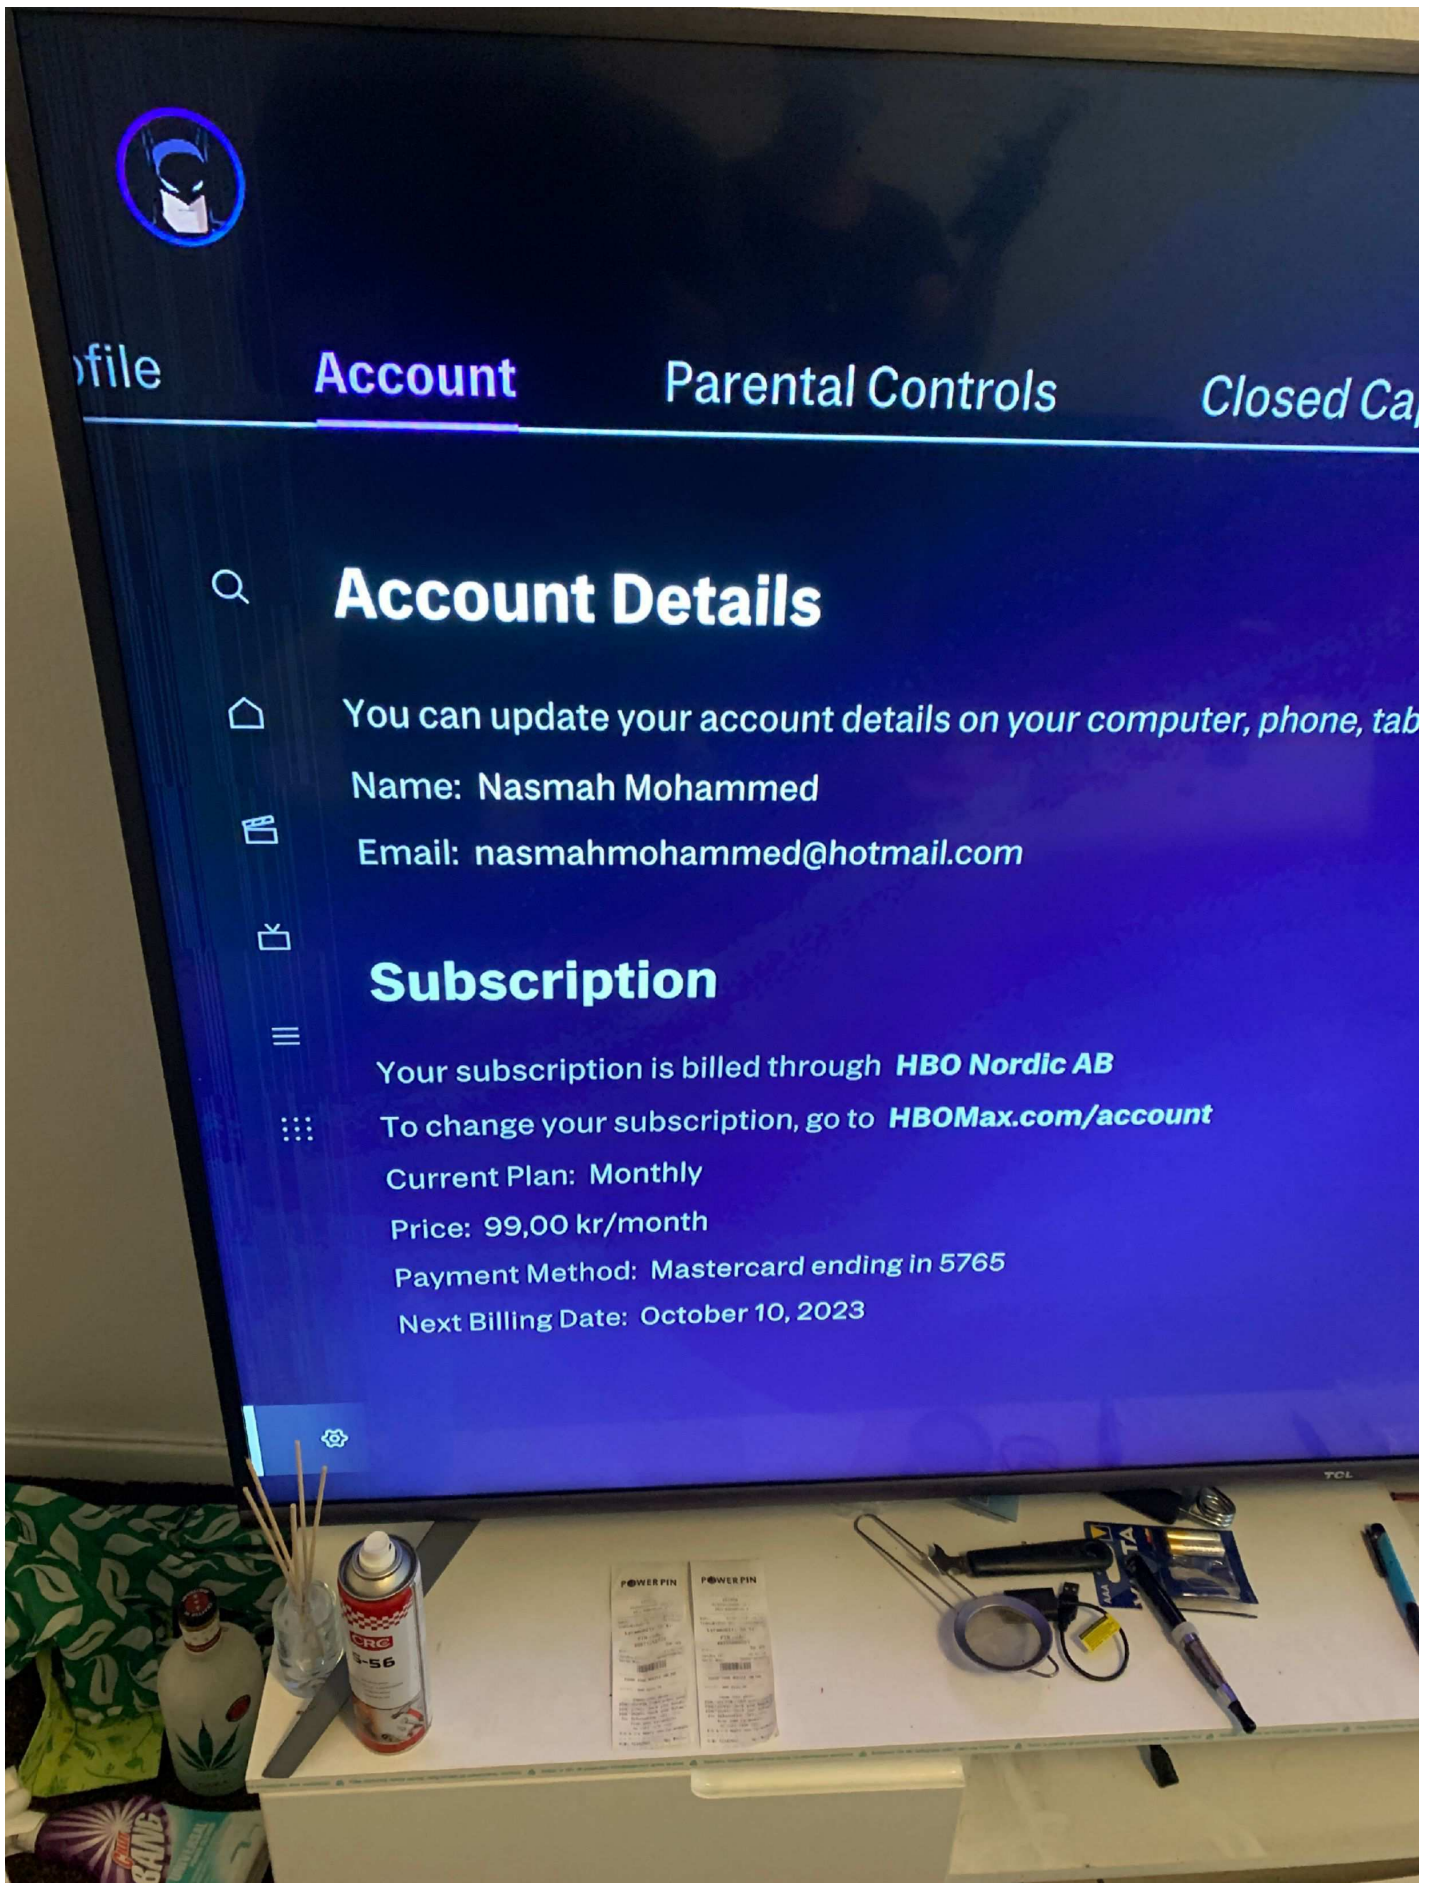 Account
Parental Controls
Closed
Account Details
You can update your account details on your computer, phone,
Name: Nasmah Mohammed
Email: nasmahmohammed@hotmail.com
Subscription
Your subscription is billed through HBO Nordic AB
To change your subscription, go to HBOMax.com/account
Current Plan: Monthly
Price: 99,00 kr/month
Payment Method: Mastercard ending in 5765
Next Billing Date: October 10, 2023
TCL
CRC
5-56
POWERPIN
POWERPIN
AAA
BANG